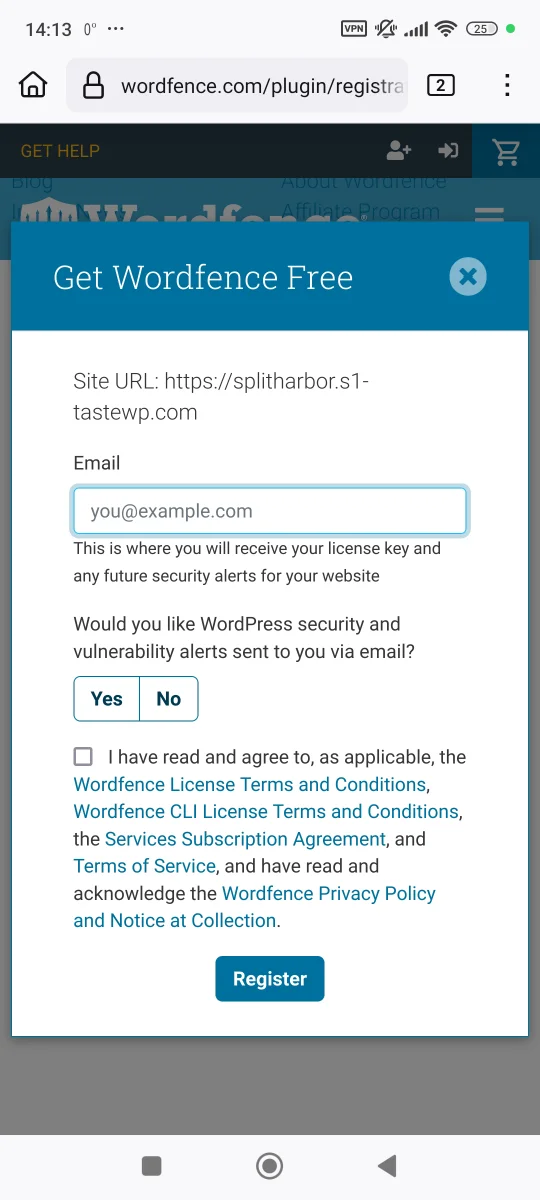 14:13 0° ...
VPN 25
wordfence.com/plugin/registra
2
GET HELP
Blog About Wordfence
Affiliate Program
Wordfence
Get Wordfence Free
Site URL: https://splitharbor.s1-
tastewp.com
Email
you@example.com
This is where you will receive your license key and
any future security alerts for your website
Would you like WordPress security and
vulnerability alerts sent to you via email?
Yes No
I have read and agree to, as applicable, the
Wordfence License Terms and Conditions,
Wordfence CLI License Terms and Conditions,
the Services Subscription Agreement, and
Terms of Service, and have read and
acknowledge the Wordfence Privacy Policy
and Notice at Collection.
Register